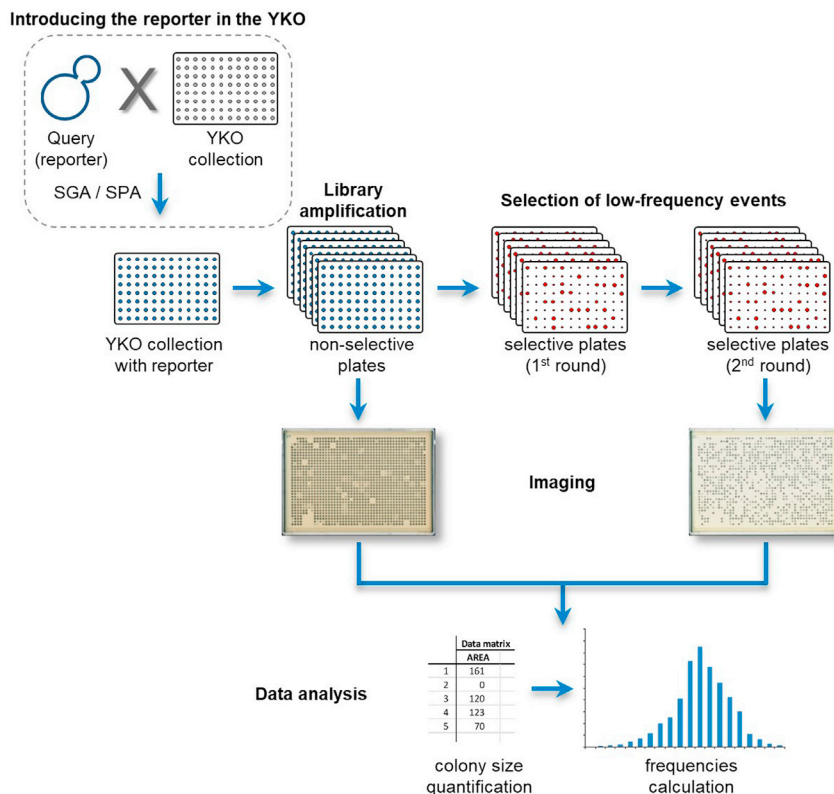 Introducing the reporter in the YKO
X
Query
(reporter)
YKO
collection
SGA / SPA
YKO collection
with reporter
Library
amplification
non-selective
plates
Selection of low-frequency events
selective plates
(1st round)
selective plates
(2nd round)
Imaging
Data analysis
Data matrix
AREA
1 161
2 0
3 120
4 123
5 70
colony size
quantification
frequencies
calculation